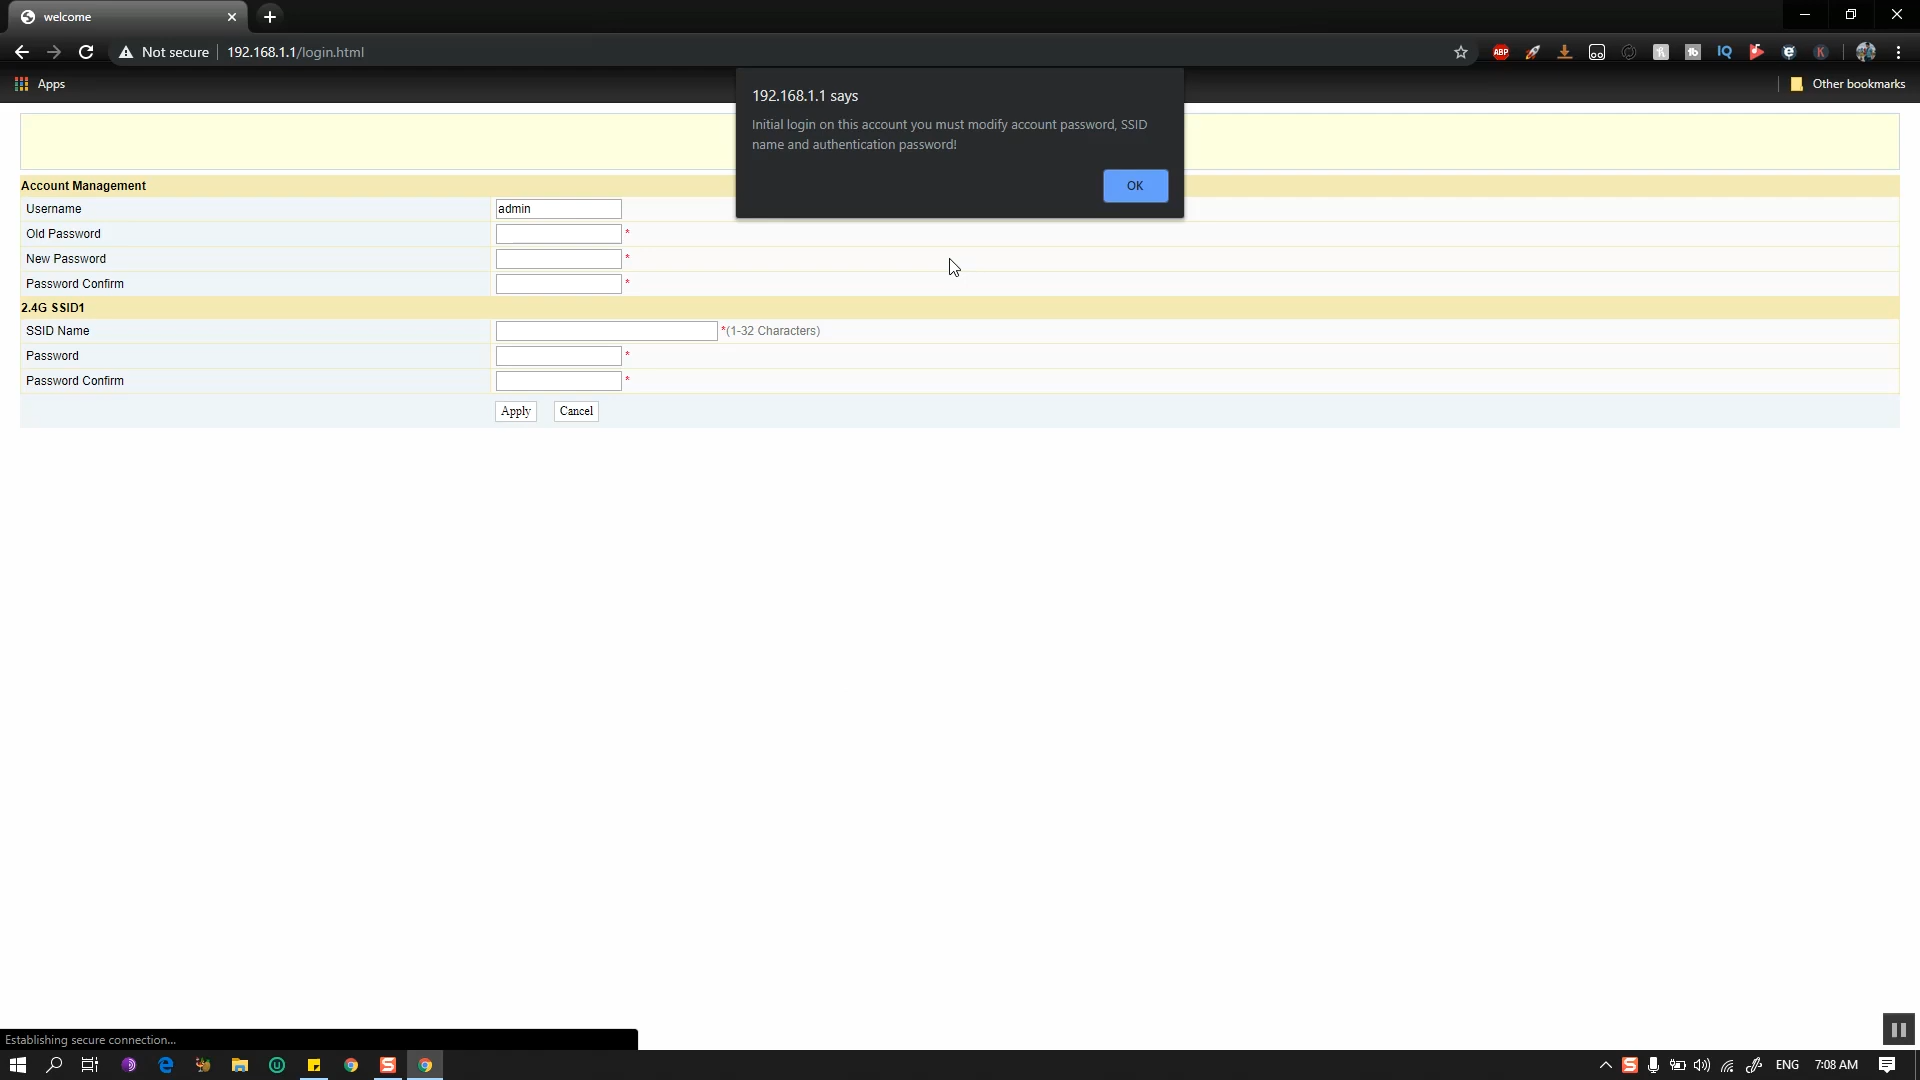 welcome
Not secure 192.168.1.1/login.html
ABP
IQ
K
Apps
Other bookmarks
192.168.1.1 says
Initial login on this account you must modify account password, SSID
name and authentication password!
OK
Account Management
Username admin
Old Password *
New Password *
Password Confirm *
2.4G SSID1
SSID Name *(1-32 Characters)
Password *
Password Confirm *
Apply Cancel
Establishing secure connection...
ENG 7:08 AM